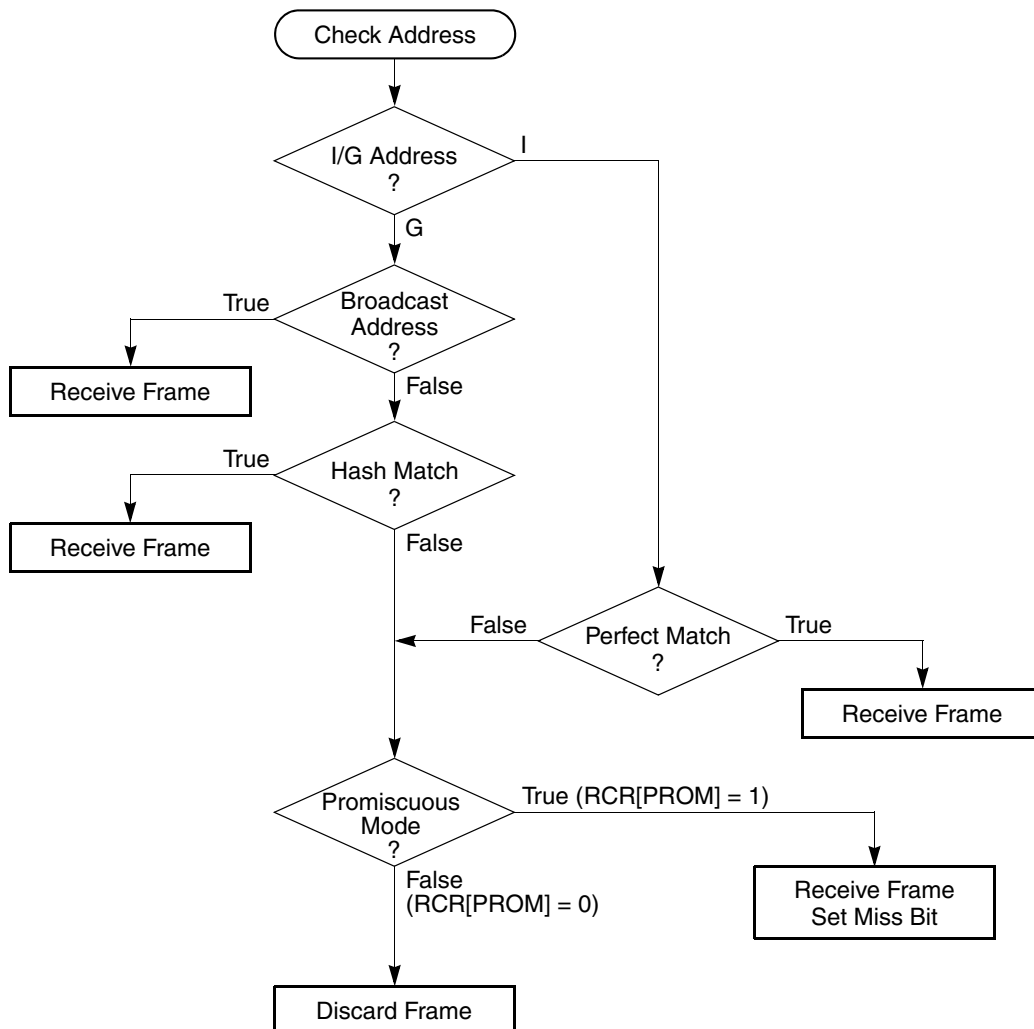 Check Address
I/G Address
?
I
G
True
Broadcast
Address
?
Receive Frame
False
True
Hash Match
?
Receive Frame
False
False
Perfect Match
?
True
Receive Frame
Promiscuous
Mode
?
True (RCR[PROM] = 1)
False
(RCR[PROM] = 0)
Receive Frame
Set Miss Bit
Discard Frame